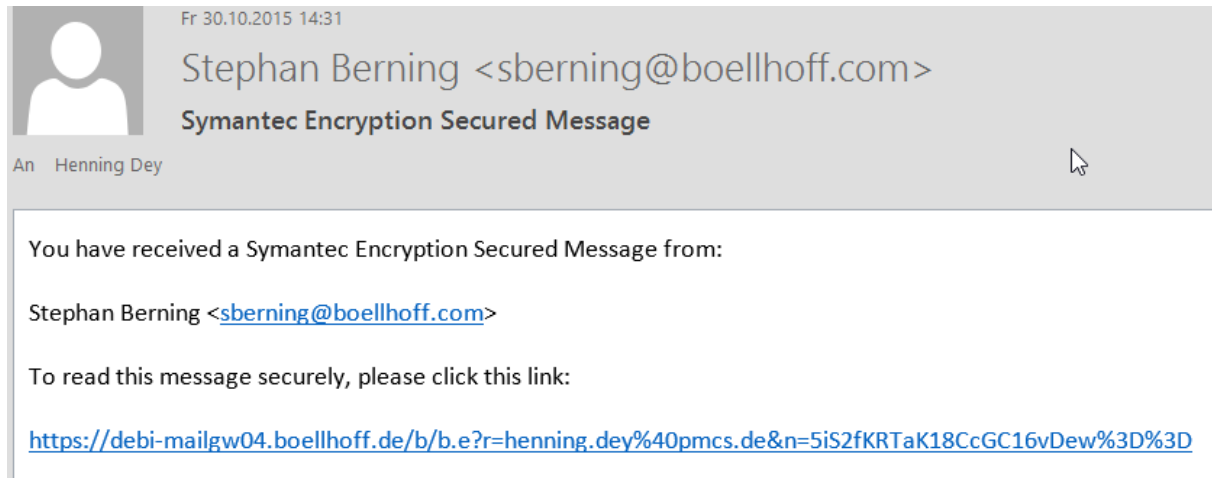 Fr 30.10.2015 14:31
Stephan Berning <sberning@boellhoff.com>
Symantec Encryption Secured Message
An Henning Dey
You have received a Symantec Encryption Secured Message from:
Stephan Berning <sberning@boellhoff.com>
To read this message securely, please click this link:
https://debi-mailgw04.boellhoff.de/b/b.e?r=henning.dey%40pmcs.de&n=5iS2fKRTaK18CcGC16vDew%3D%3D